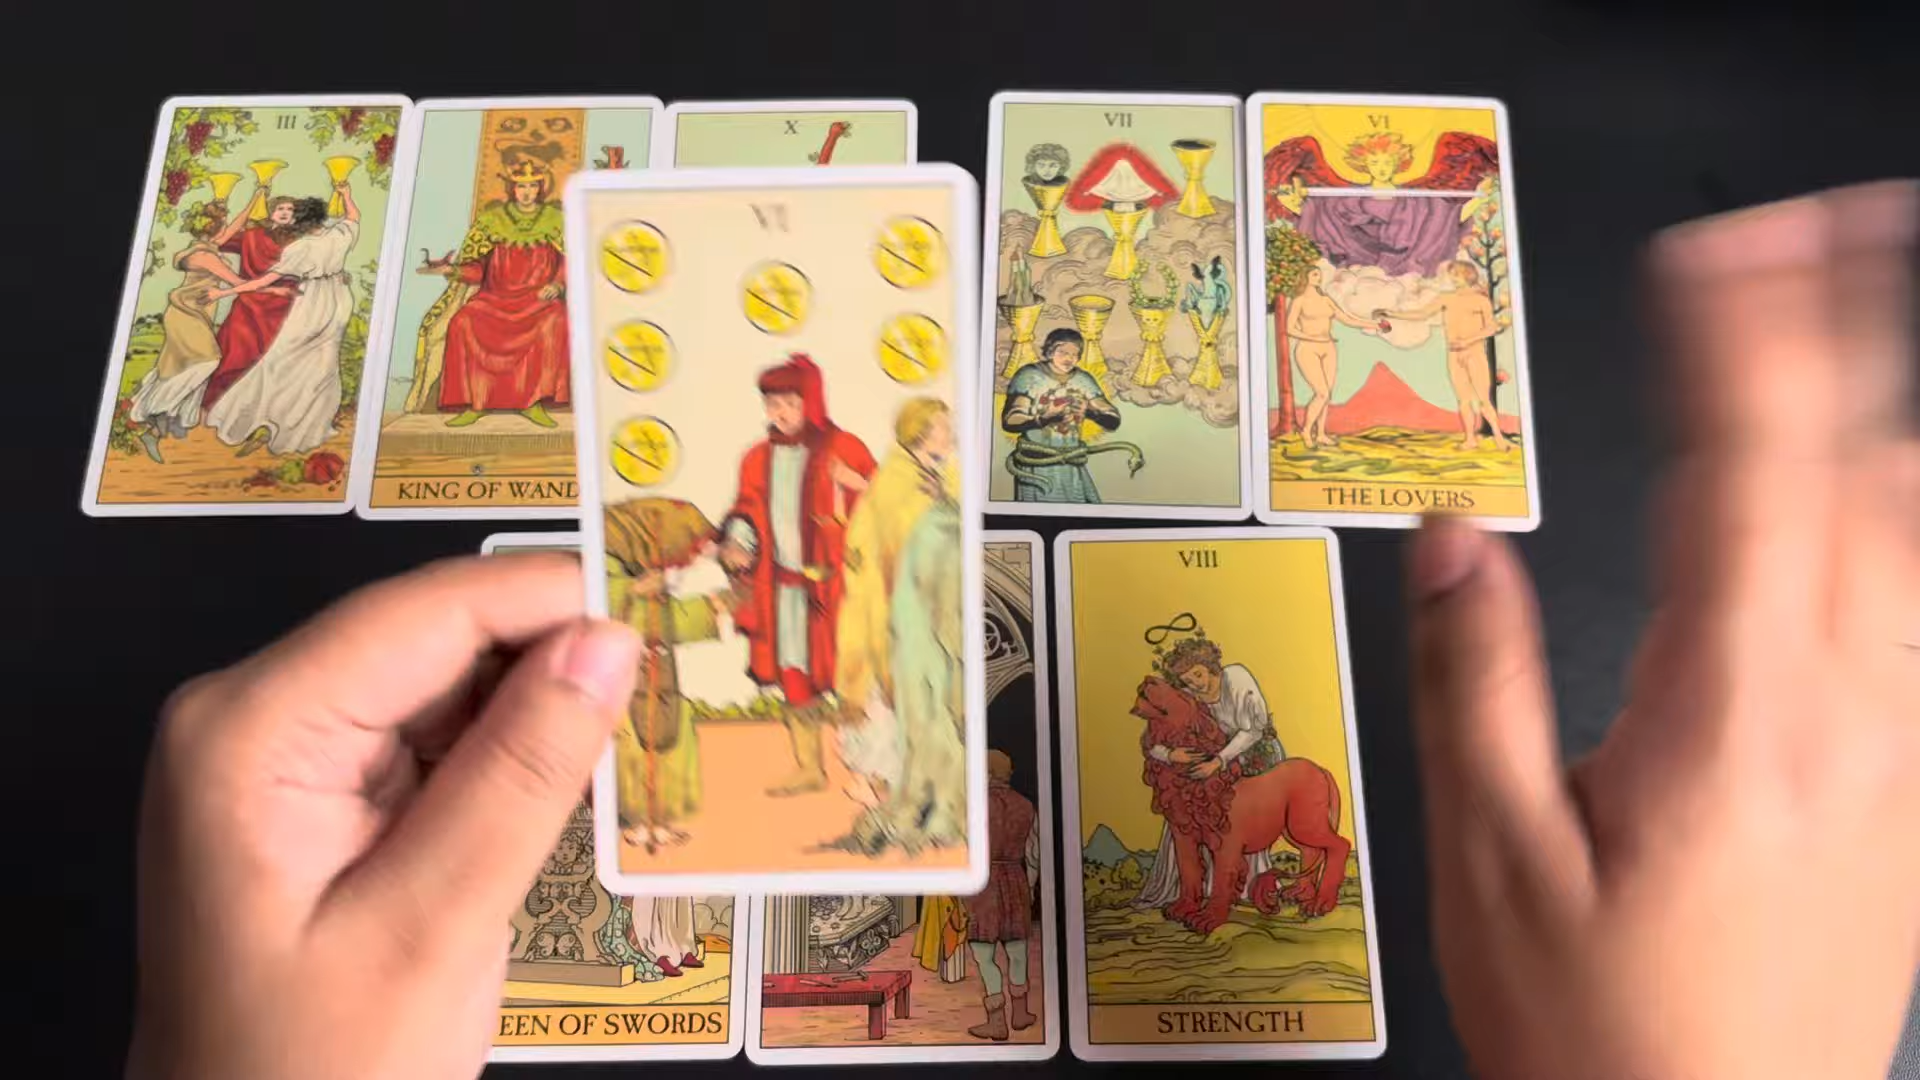 III
X
VII
VI
KING OF WAND
THE LOVERS
VI
VIII
EEN OF SWORDS
STRENGTH